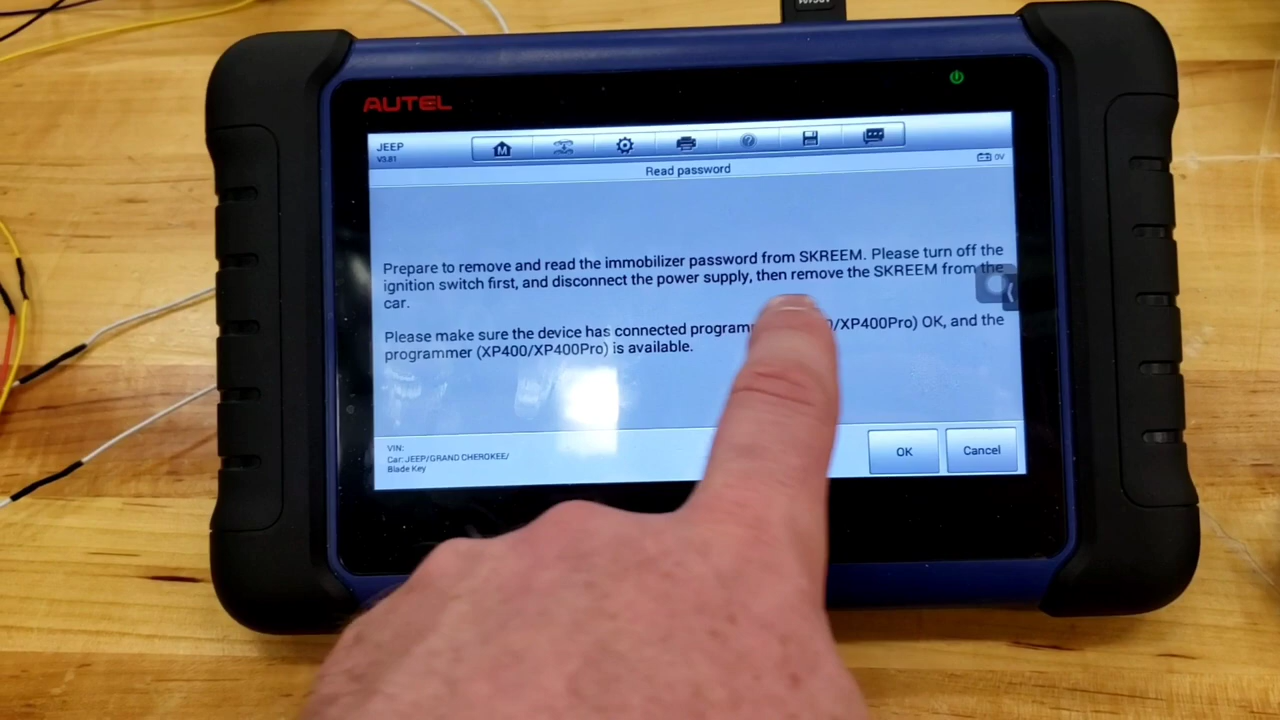 AUTEL
JEEP
V3.81
M
Read password
0V
Prepare to remove and read the immobilizer password from SKREEM. Please turn off the
ignition switch first, and disconnect the power supply, then remove the SKREEM from the
car.
Please make sure the device has connected /XP400Pro) OK, and the
programmer (XP400/XP400Pro) is available.
VIN:
Car:JEEP/GRAND CHEROKEE/
Blade Key
OK
Cancel